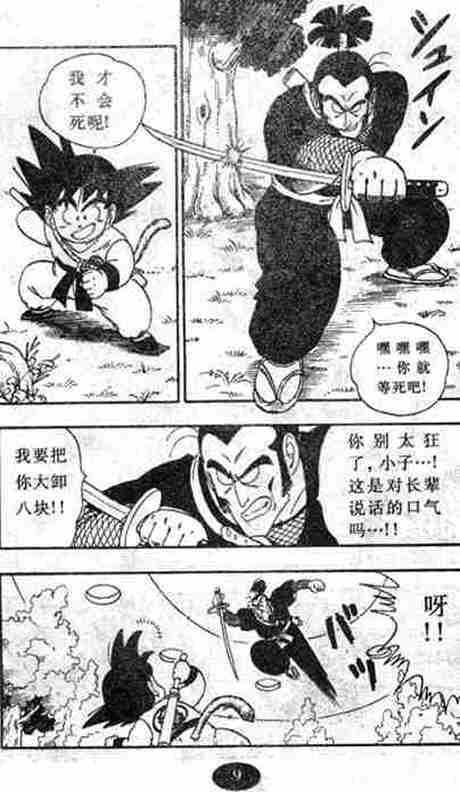 シュイン
嘿嘿嘿
…你就
等死吧!
我才
不会
死呢!
你别太狂
了,小子…!
这是对长辈
说话的口气
吗…!!
我要把
你大卸
八块!!
呀
!!
バッ
9